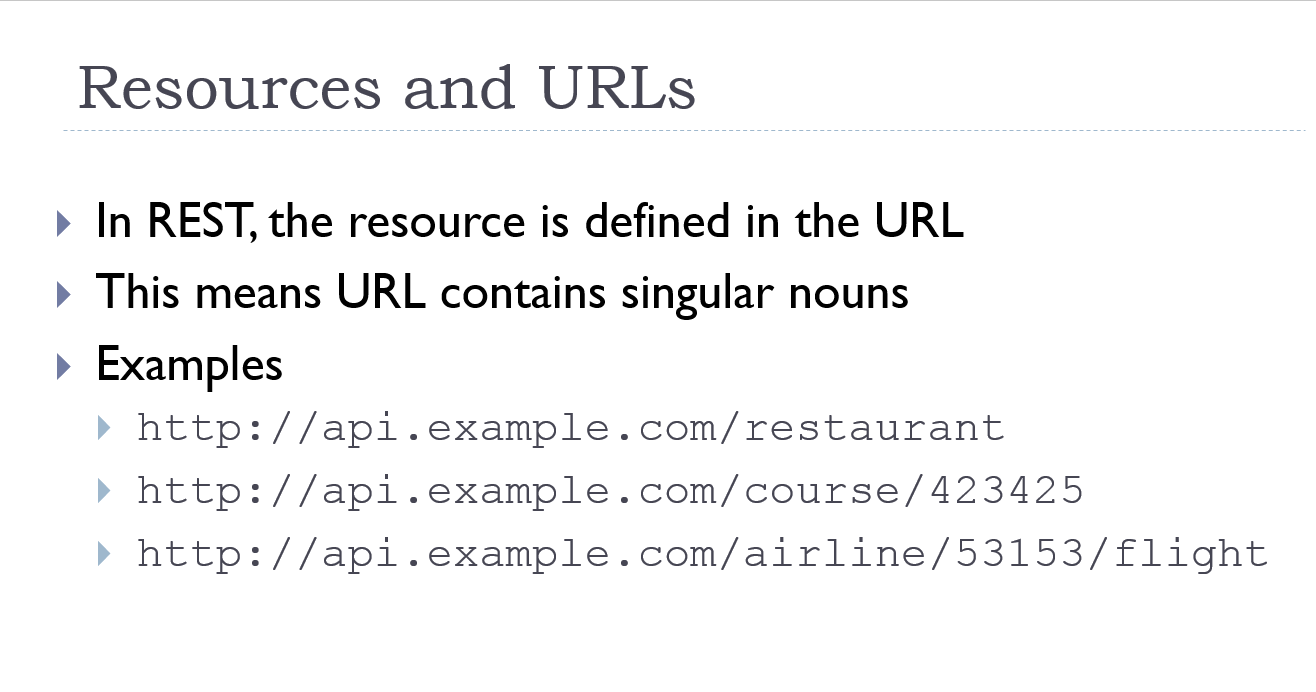 Resources and URLs
In REST, the resource is defined in the URL
This means URL contains singular nouns
Examples
http://api.example.com/restaurant
http://api.example.com/course/423425
http://api.example.com/airline/53153/flight